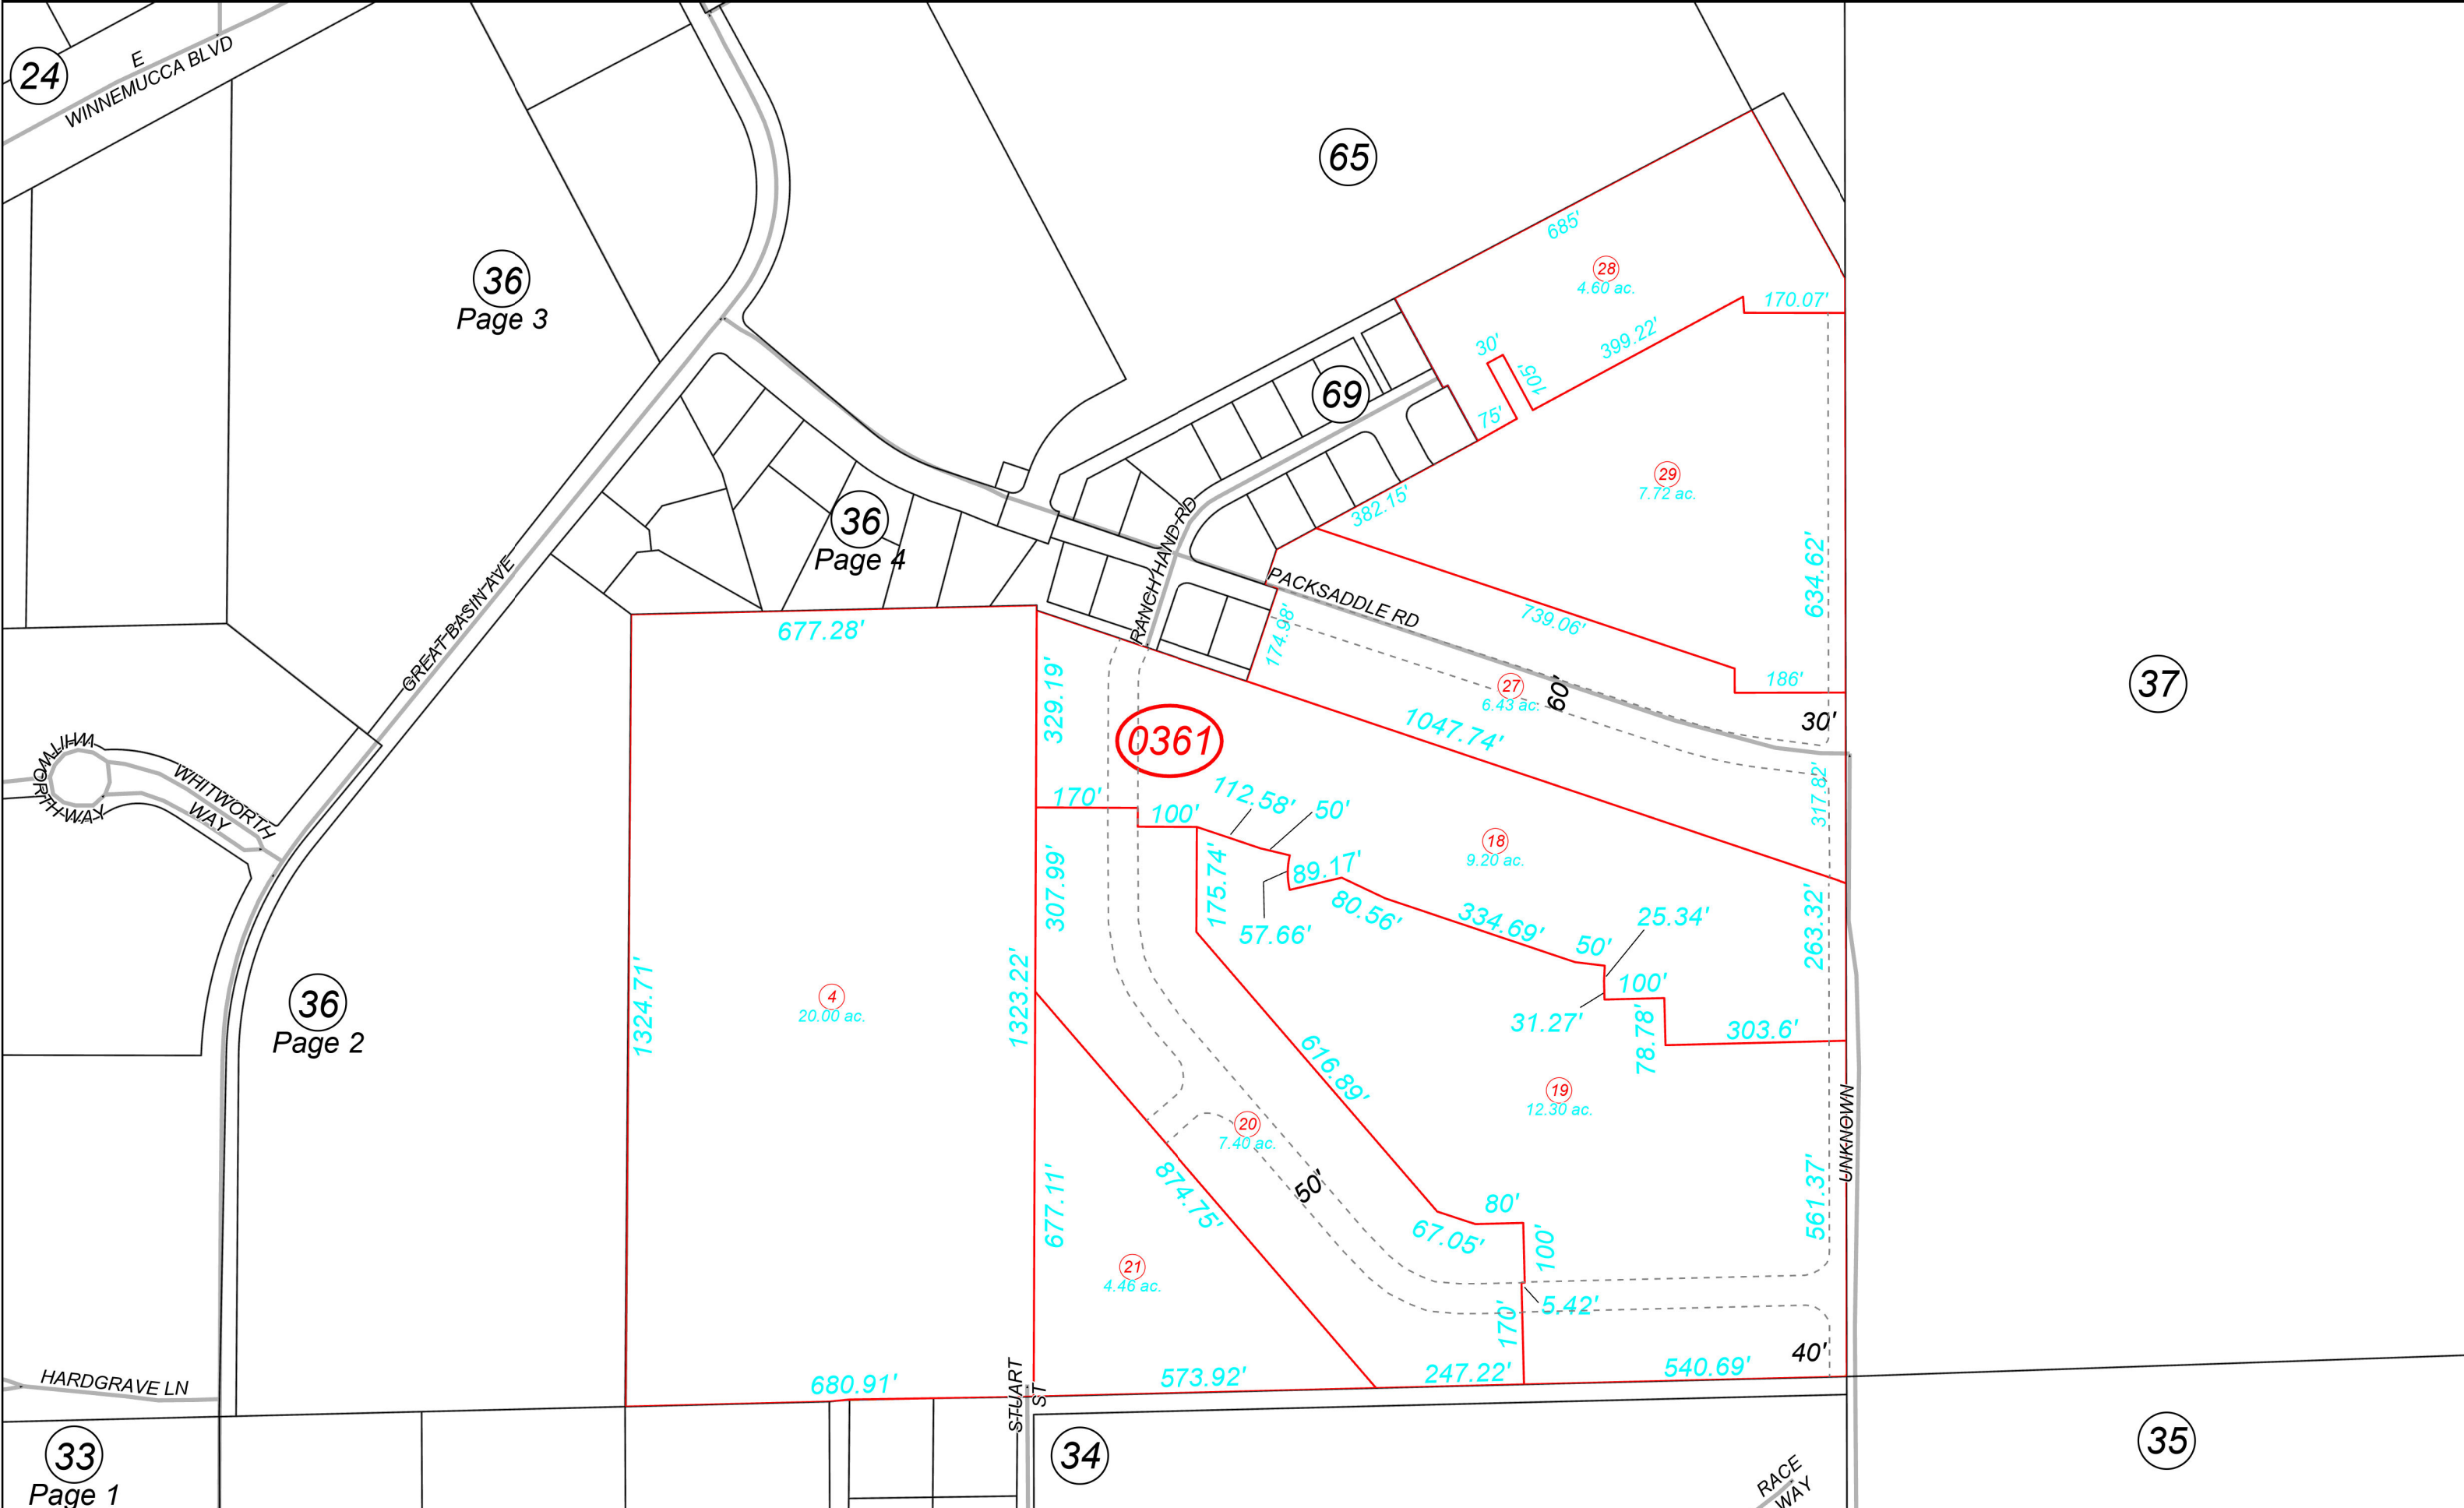 24
E
WINNEMUCCA BLVD
65
685'
28
4.60 ac.
170.07'
36
Page 3
399.22'
30'
105'
69
75'
29
7.72 ac.
382.15'
36
Page 4
RANCH HAND RD
634.62'
GREAT BASIN AVE
PACKSADDLE RD
739.06'
677.28'
174.98'
186'
37
27
6.43 ac.
60'
329.19'
30'
0361
1047.74'
WHITWORTH WAY
WHITWORTH
WAY
317.82'
170'
100'
112.58'
50'
18
9.20 ac.
307.99'
175.74'
89.17'
80.56'
57.66'
334.69'
50'
25.34'
263.32'
100'
36
Page 2
4
20.00 ac.
1324.71'
1323.22'
31.27'
78.78'
303.6'
616.89'
19
12.30 ac.
UNKNOWN
20
7.40 ac.
50'
874.75'
677.11'
561.37'
80'
67.05'
100'
21
4.46 ac.
5.42'
170'
40'
HARDGRAVE LN
680.91'
STUART
ST
573.92'
247.22'
540.69'
33
Page 1
34
RACE
WAY
35